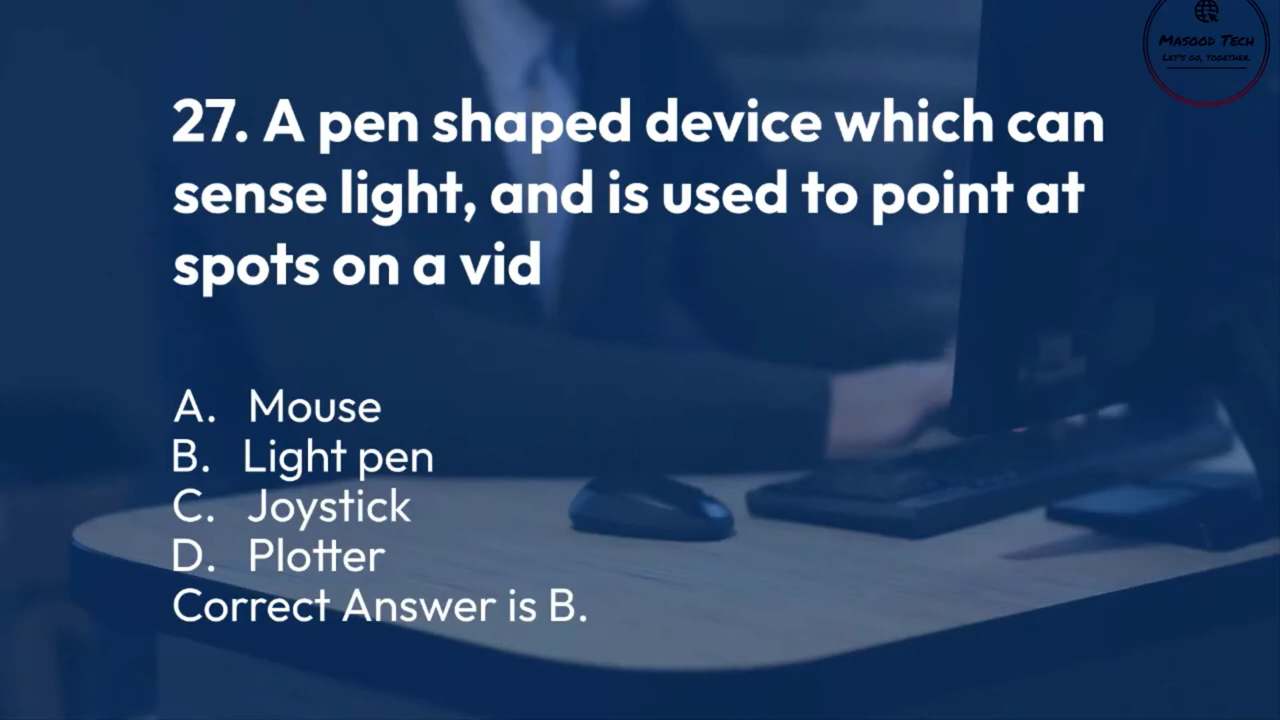 MASOOD TECH
LET'S GO, TOGETHER.
27. A pen shaped device which can
sense light, and is used to point at
spots on a vid
A. Mouse
B. Light pen
C. Joystick
D. Plotter
Correct Answer is B.